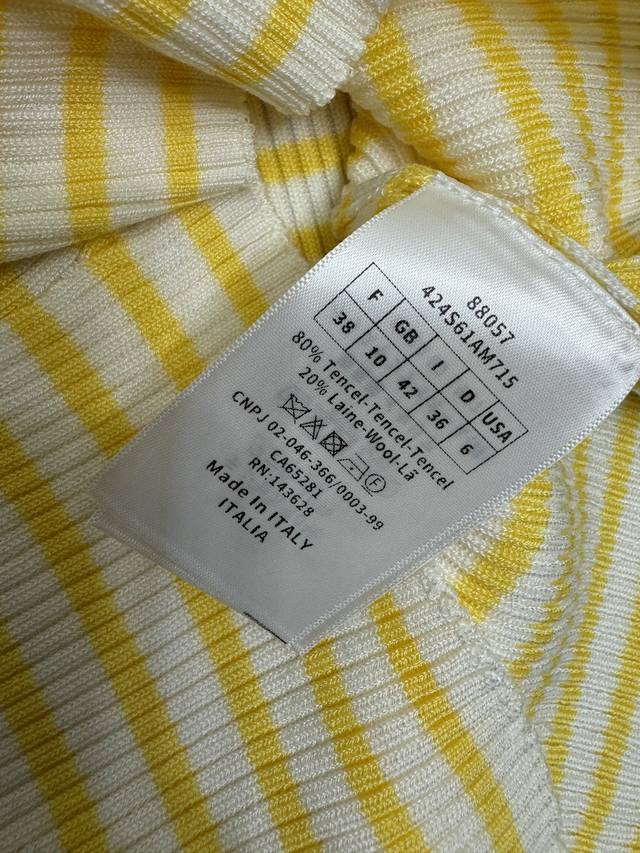 88057
424S61AM715
F GB I D USA
38 10 42 36 6
80% Tencel-Tencel-Tencel
20% Laine-Wool-Lã
CNPJ 02-046-366/0003-99
CA65281
RN:143628
Made In ITALY
ITALIA